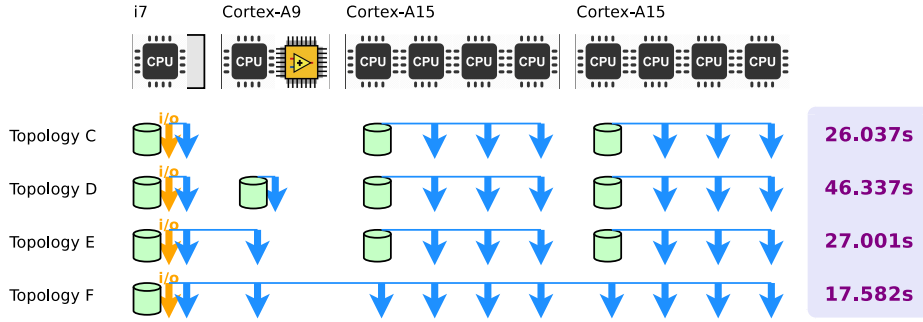 i7 Cortex-A9 Cortex-A15 Cortex-A15
CPU CPU CPU CPU CPU CPU CPU CPU CPU CPU
i/o
Topology C 26.037s
i/o
Topology D 46.337s
i/o
Topology E 27.001s
i/o
Topology F 17.582s